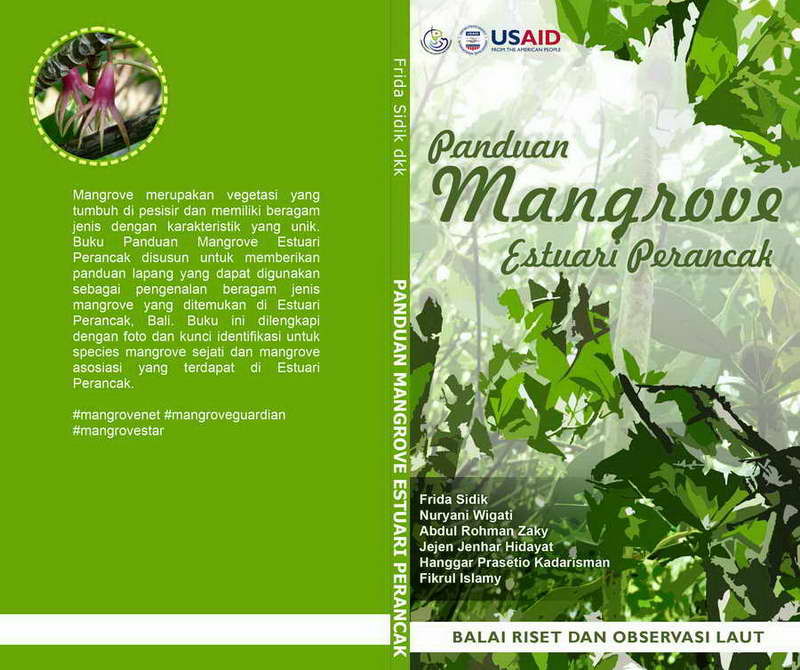 Mangrove merupakan vegetasi yang
tumbuh di pesisir dan memiliki beragam
jenis dengan karakteristik yang unik.
Buku Panduan Mangrove Estuari
Perancak disusun untuk memberikan
panduan lapang yang dapat digunakan
sebagai pengenalan beragam jenis
mangrove yang ditemukan di Estuari
Perancak, Bali. Buku ini dilengkapi
dengan foto dan kunci identifikasi untuk
species mangrove sejati dan mangrove
asosiasi yang terdapat di Estuari
Perancak.
#mangrovenet #mangroveguardian
#mangrovestar
Frida Sidik dkk
PANDUAN MANGROVE ESTUARI PERANCAK
USAID
FROM THE AMERICAN PEOPLE
Panduan
Mangrove
Estuari Perancak
Frida Sidik
Nuryani Wigati
Abdul Rohman Zaky
Jejen Jenhar Hidayat
Hanggar Prasetio Kadarisman
Fikrul Islamy
BALAI RISET DAN OBSERVASI LAUT